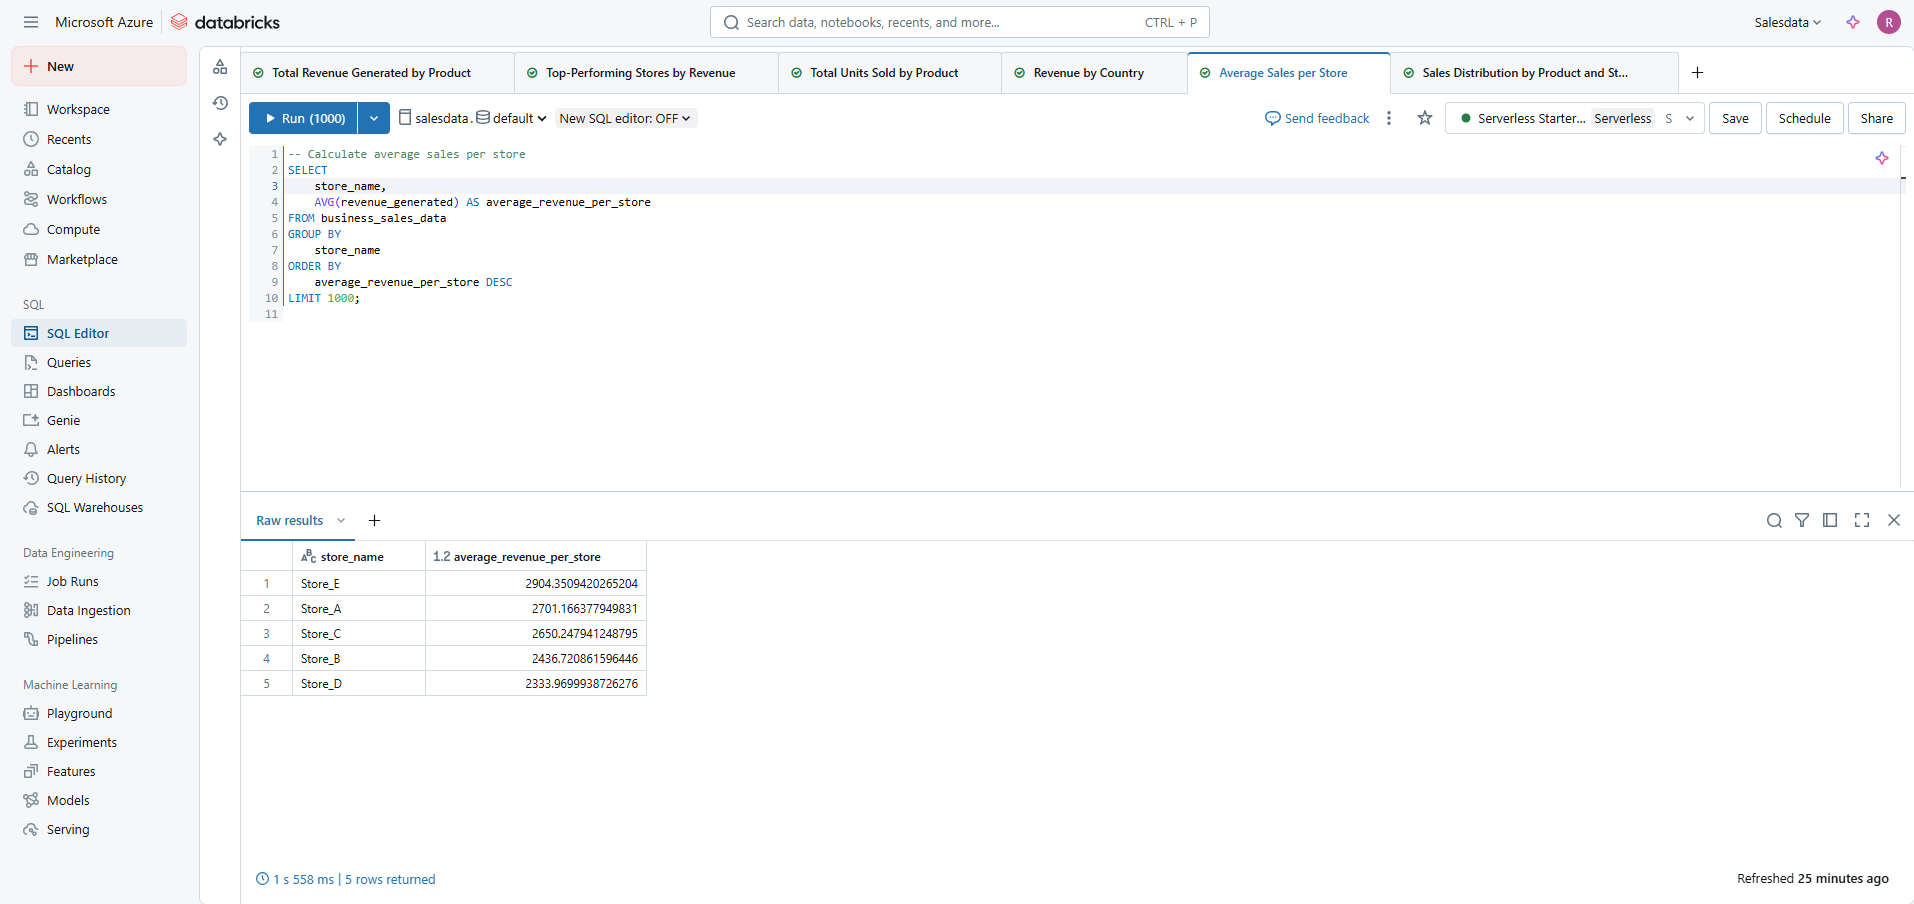 Microsoft Azure databricks
Search data, notebooks, recents, and more... CTRL + P
Salesdata
R
New
Workspace
Recents
Catalog
Workflows
Compute
Marketplace
SQL
SQL Editor
Queries
Dashboards
Genie
Alerts
Query History
SQL Warehouses
Data Engineering
Job Runs
Data Ingestion
Pipelines
Machine Learning
Playground
Experiments
Features
Models
Serving
Total Revenue Generated by Product
Top-Performing Stores by Revenue
Total Units Sold by Product
Revenue by Country
Average Sales per Store
Sales Distribution by Product and St...
Run (1000)
salesdata. default
New SQL editor: OFF
Send feedback
Serverless Starter... Serverless S
Save
Schedule
Share
1 -- Calculate average sales per store
2 SELECT
3 store_name,
4 AVG(revenue_generated) AS average_revenue_per_store
5 FROM business_sales_data
6 GROUP BY
7 store_name
8 ORDER BY
9 average_revenue_per_store DESC
10 LIMIT 1000;
11
Raw results
ABC store_name 1.2 average_revenue_per_store
1 Store_E 2904.3509420265204
2 Store_A 2701.166377949831
3 Store_C 2650.247941248795
4 Store_B 2436.720861596446
5 Store_D 2333.9699938726276
1 s 558 ms | 5 rows returned
Refreshed 25 minutes ago